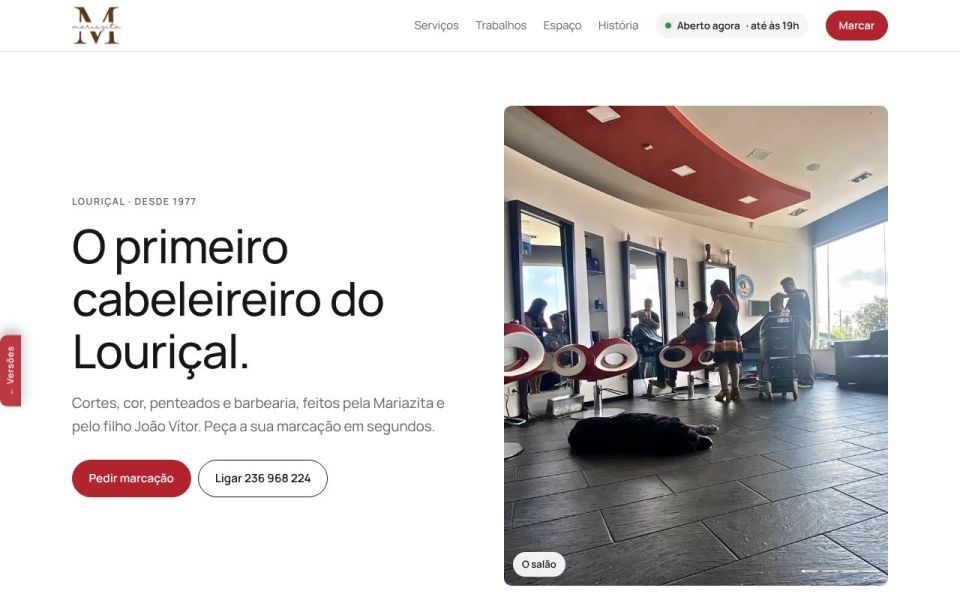 M
mariazita
Serviços
Trabalhos
Espaço
História
Aberto agora · até às 19h
Marcar
LOURIÇAL · DESDE 1977
O primeiro
cabeleireiro do
Louriçal.
Cortes, cor, penteados e barbearia, feitos pela Mariazita e
pelo filho João Vítor. Peça a sua marcação em segundos.
Pedir marcação
Ligar 236 968 224
← Versões
O salão